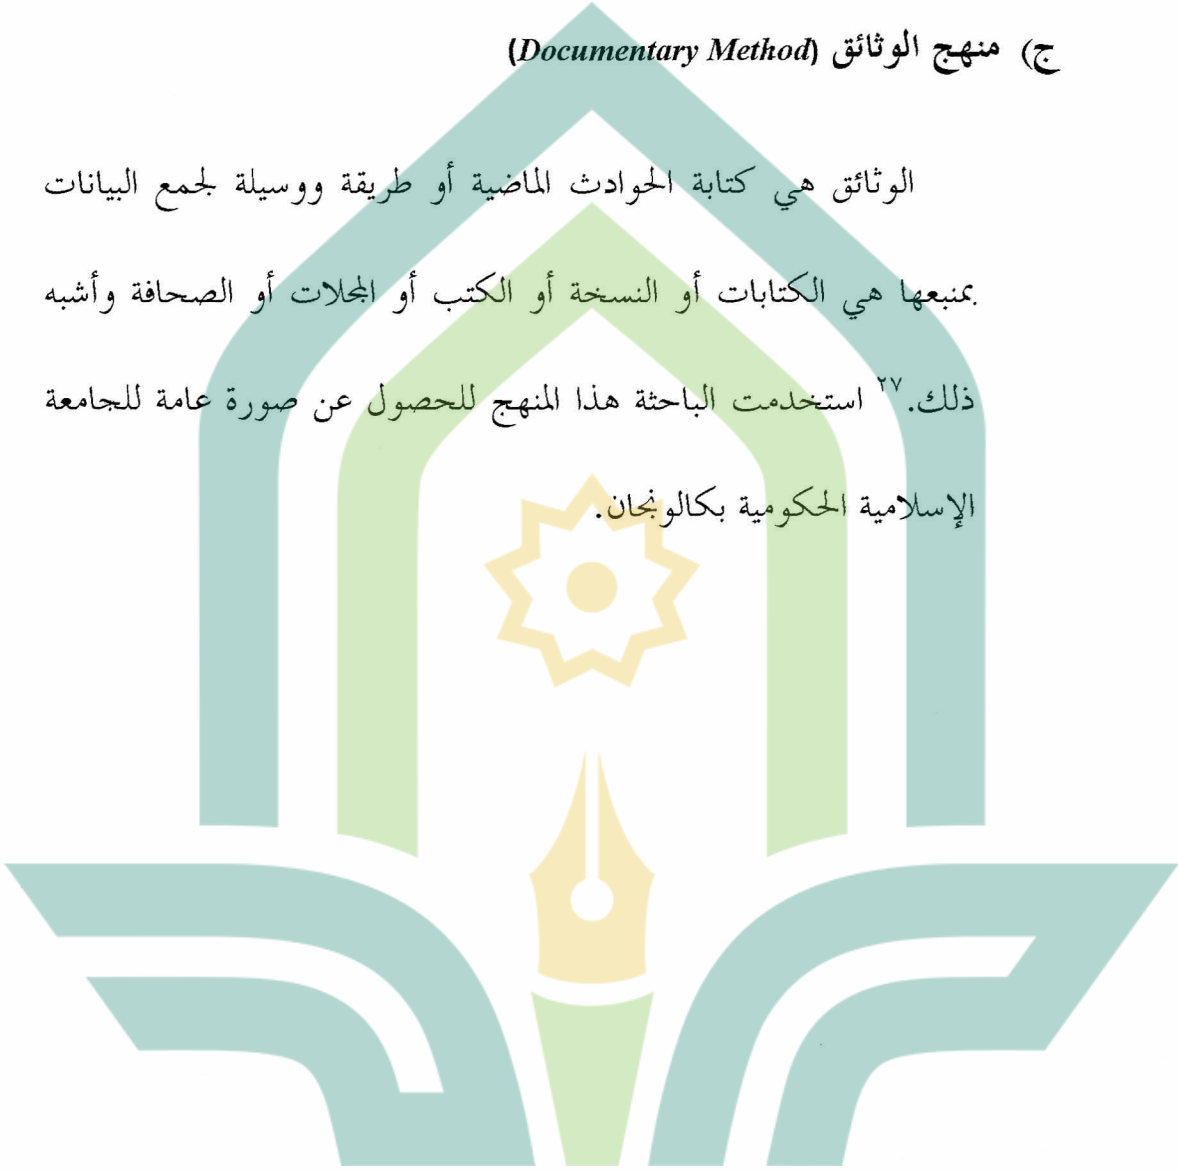 ج) منهج الوثائق (Documentary Method)
الوثائق هي كتابة الحوادث الماضية أو طريقة ووسيلة لجمع البيانات
بمنبعها هي الكتابات أو النسخة أو الكتب أو المجلات أو الصحافة وأشبه
ذلك.٢٧ استخدمت الباحثة هذا المنهج للحصول عن صورة عامة للجامعة
الإسلامية الحكومية بكالونجان.